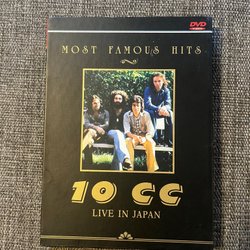 DVD
MOST FAMOUS HITS
10 CC
LIVE IN JAPAN